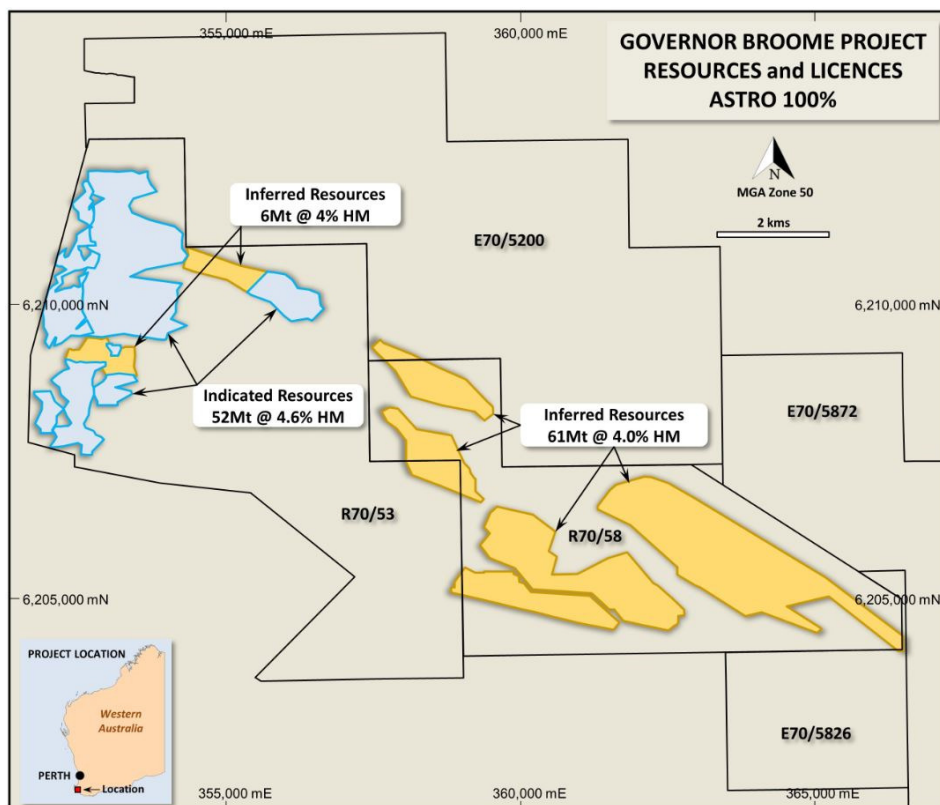 355,000 mE
360,000 mE
GOVERNOR BROOME PROJECT
RESOURCES and LICENCES
ASTRO 100%
N
MGA Zone 50
2 kms
Inferred Resources
6Mt @ 4% HM
E70/5200
6,210,000 mN
6,210,000 mN
Indicated Resources
52Mt @ 4.6% HM
Inferred Resources
61Mt @ 4.0% HM
E70/5872
R70/53
R70/58
6,205,000 mN
6,205,000 mN
PROJECT LOCATION
Western
Australia
PERTH
Location
E70/5826
355,000 mE
360,000 mE
365,000 mE